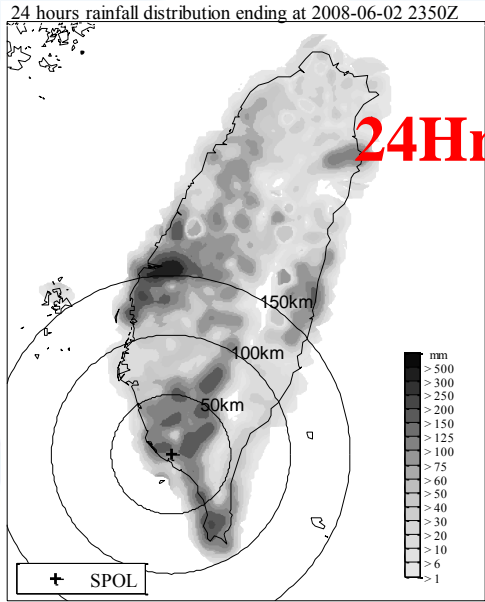 24 hours rainfall distribution ending at 2008-06-02 2350Z
24Hr
150km
100km
50km
mm
> 500
> 300
> 250
> 200
> 150
> 125
> 100
> 75
> 60
> 50
> 40
> 30
> 20
> 10
> 6
> 1
+ SPOL